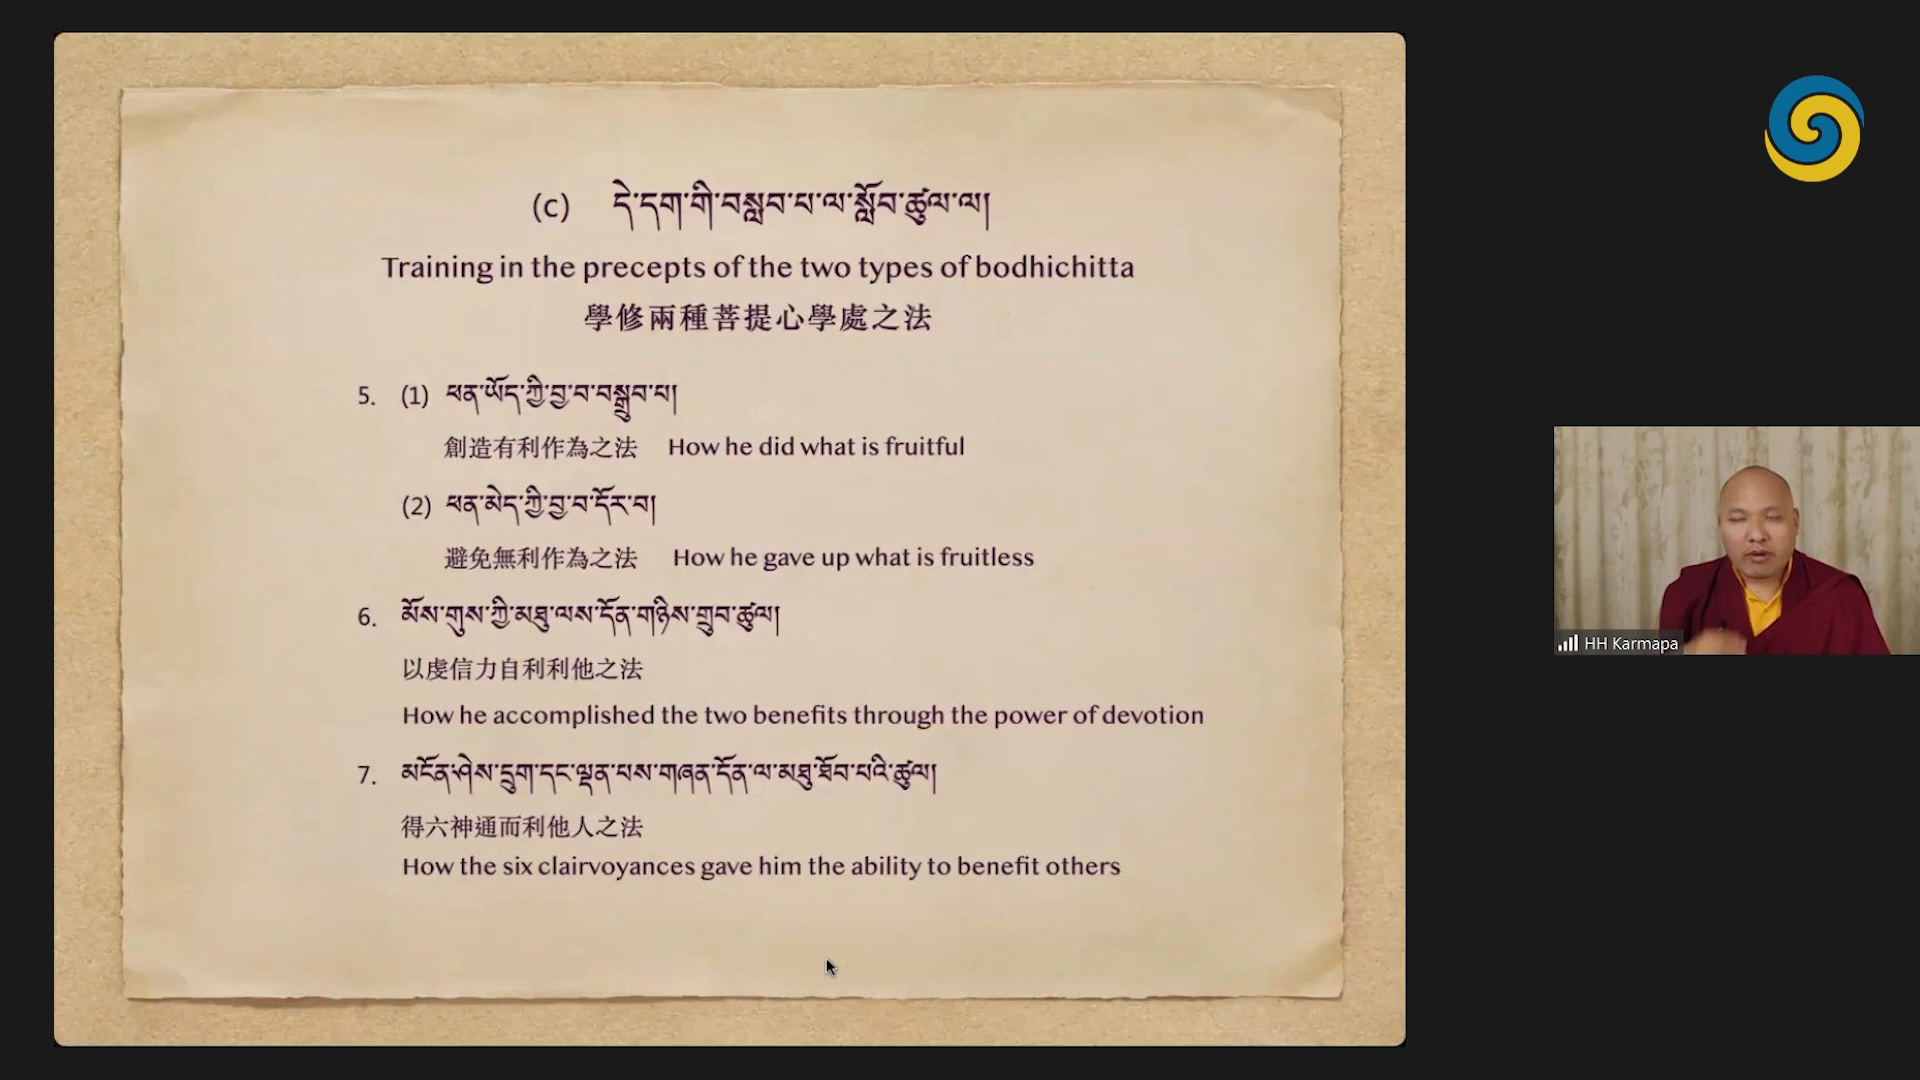 (c) དེ་དག་གི་བསླབ་པ་ལ་སློབ་ཚུལ་ལ།
Training in the precepts of the two types of bodhichitta
學修兩種菩提心學處之法
5. (1) ཕན་ཡོད་ཀྱི་བྱ་བ་བསྒྲུབ་པ།
創造有利作為之法 How he did what is fruitful
(2) ཕན་མེད་ཀྱི་བྱ་བ་དོར་བ།
避免無利作為之法 How he gave up what is fruitless
6. མོས་གུས་ཀྱི་མཐུ་ལས་དོན་གཉིས་གྲུབ་ཚུལ།
以虔信力自利利他之法
How he accomplished the two benefits through the power of devotion
7. མངོན་ཤེས་དྲུག་དང་ལྡན་པས་གཞན་དོན་ལ་མཐུ་ཐོབ་པའི་ཚུལ།
得六神通而利他人之法
How the six clairvoyances gave him the ability to benefit others
HH Karmapa